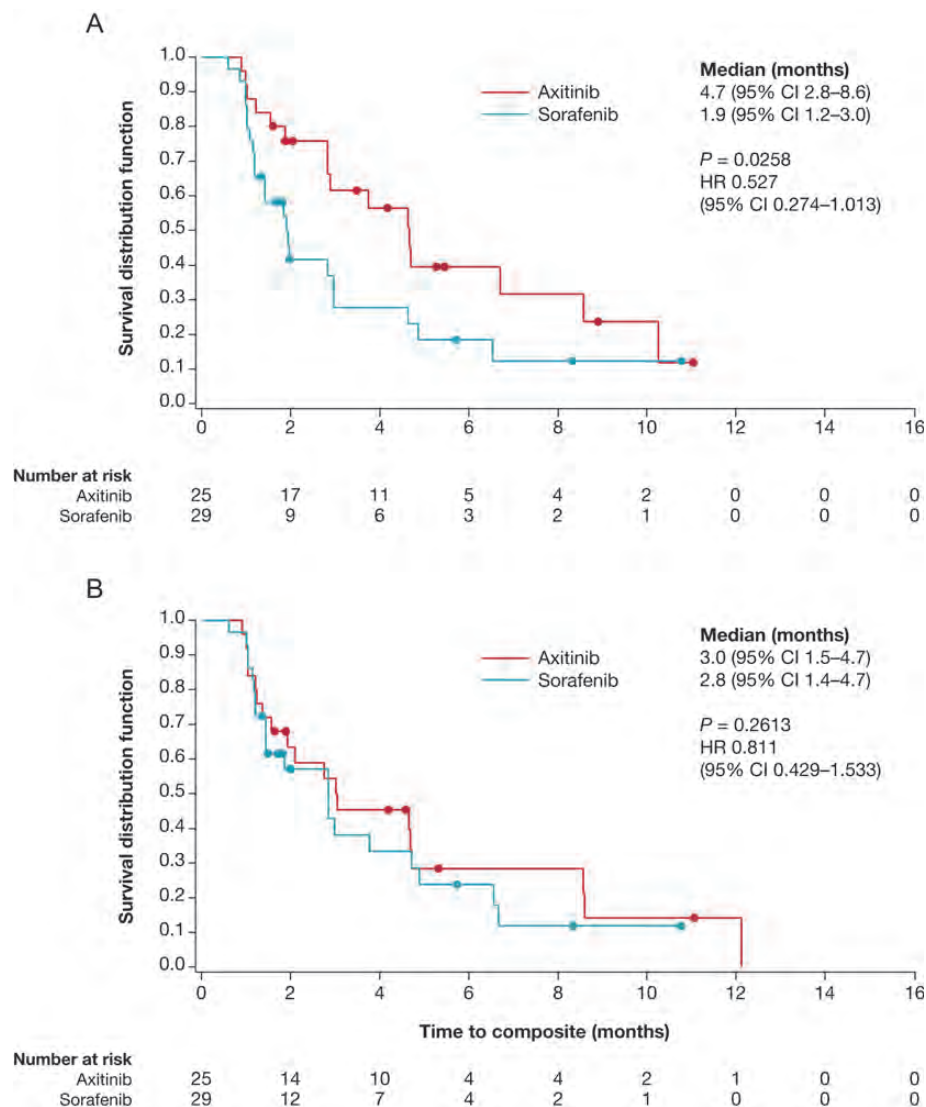 A
Survival distribution function
1.0
0.9
0.8
0.7
0.6
0.5
0.4
0.3
0.2
0.1
0.0
Axitinib
Sorafenib
Median (months)
4.7 (95% CI 2.8–8.6)
1.9 (95% CI 1.2–3.0)
P = 0.0258
HR 0.527
(95% CI 0.274–1.013)
0 2 4 6 8 10 12 14 16
Number at risk
Axitinib 25 17 11 5 4 2 0 0 0
Sorafenib 29 9 6 3 2 1 0 0 0
B
Survival distribution function
1.0
0.9
0.8
0.7
0.6
0.5
0.4
0.3
0.2
0.1
0.0
Axitinib
Sorafenib
Median (months)
3.0 (95% CI 1.5–4.7)
2.8 (95% CI 1.4–4.7)
P = 0.2613
HR 0.811
(95% CI 0.429–1.533)
0 2 4 6 8 10 12 14 16
Time to composite (months)
Number at risk
Axitinib 25 14 10 4 4 2 1 0 0
Sorafenib 29 12 7 4 2 1 0 0 0